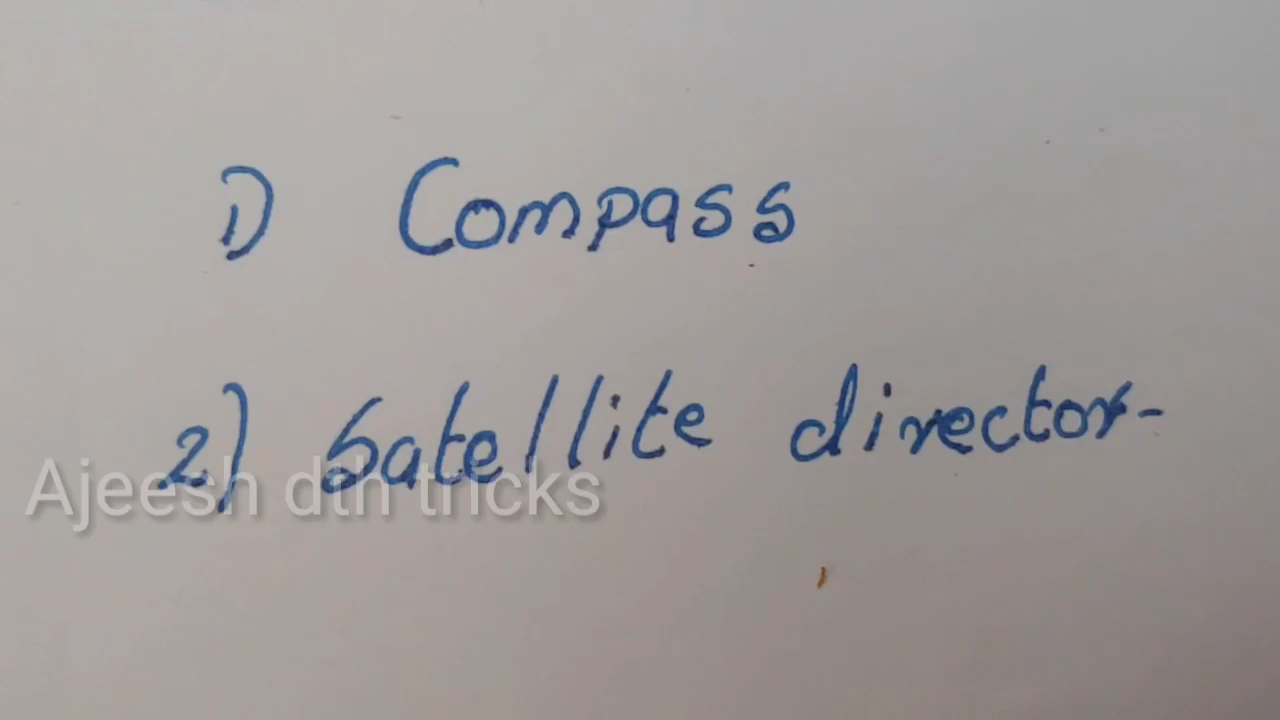 1) Compass
2) Satellite director-
Ajeesh dth tricks